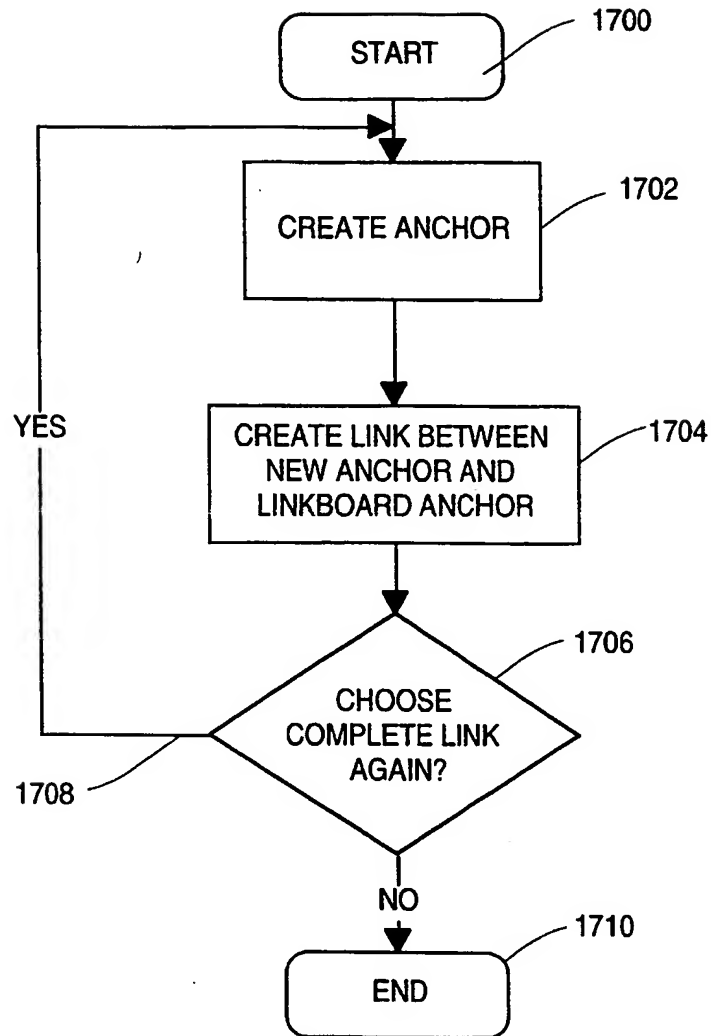 1700
START
1702
CREATE ANCHOR
YES
CREATE LINK BETWEEN
NEW ANCHOR AND
LINKBOARD ANCHOR
1704
1706
CHOOSE
COMPLETE LINK
AGAIN?
1708
NO
1710
END